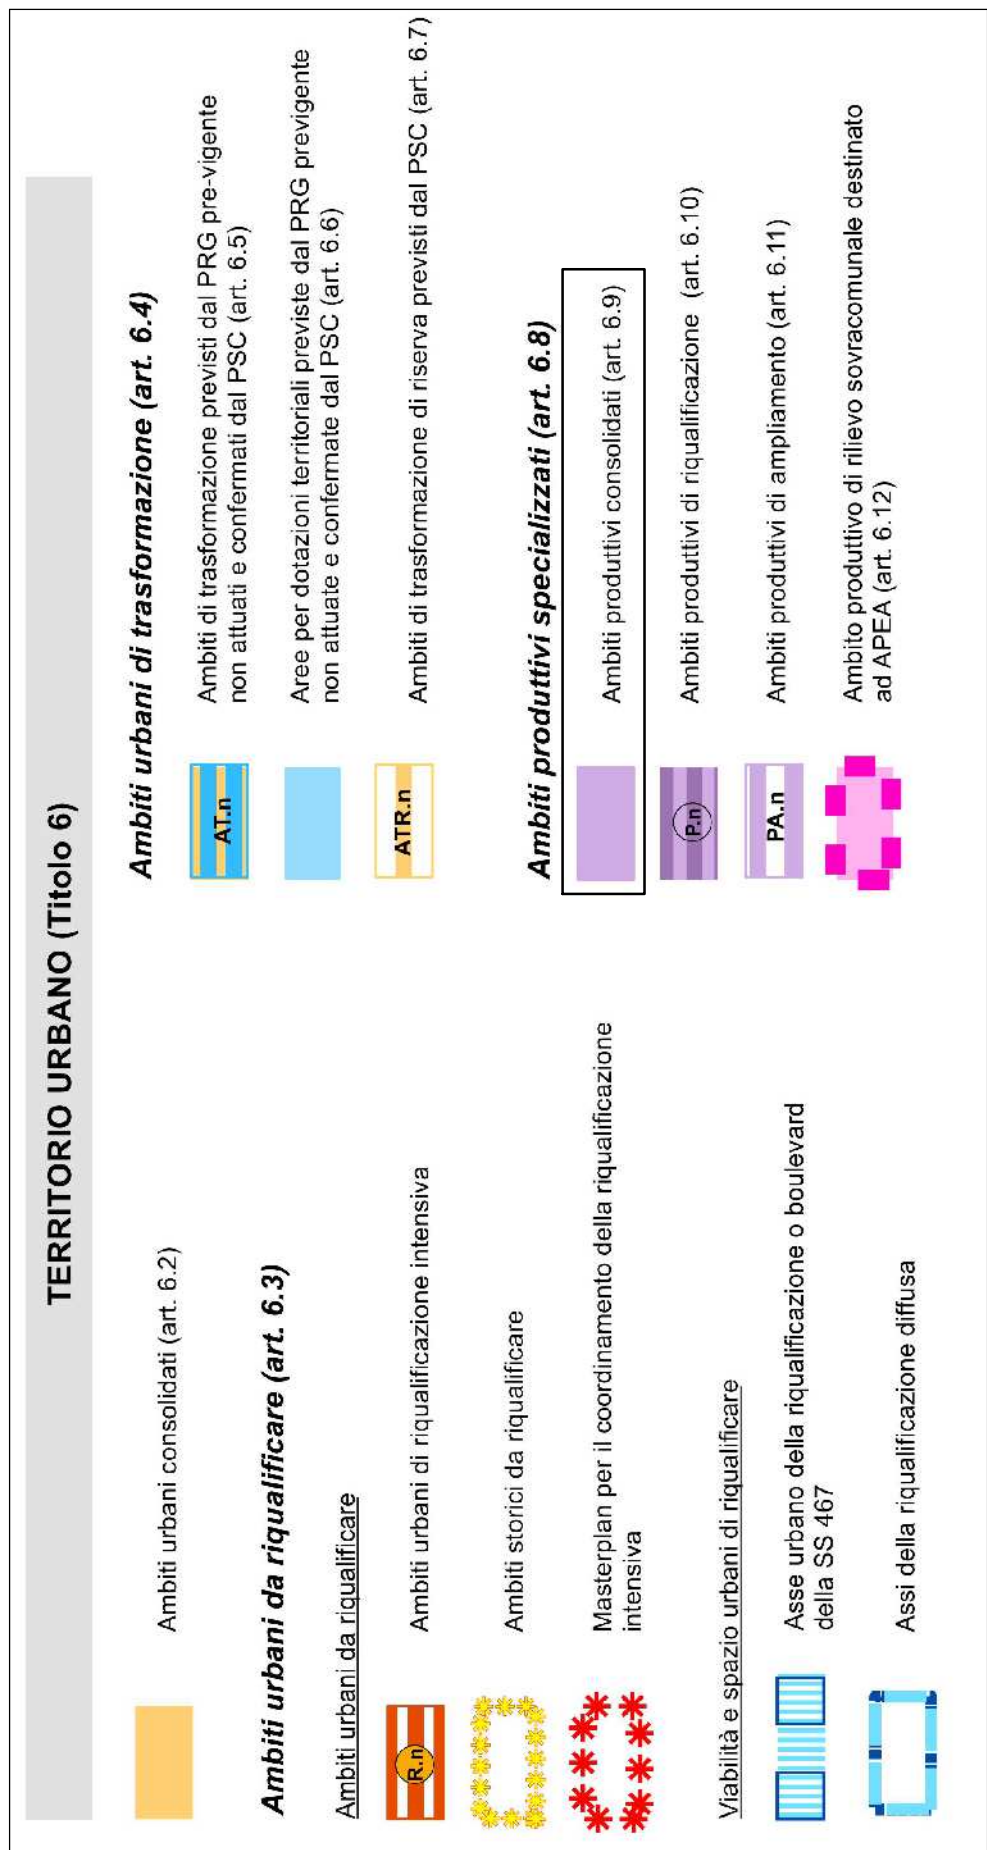 TERRITORIO URBANO (Titolo 6)
Ambiti urbani consolidati (art. 6.2)
Ambiti urbani da riqualificare (art. 6.3)
Ambiti urbani da riqualificare
R.n
Ambiti urbani di riqualificazione intensiva
Ambiti storici da riqualificare
Masterplan per il coordinamento della riqualificazione
intensiva
Viabilità e spazio urbani di riqualificare
Asse urbano della riqualificazione o boulevard
della SS 467
Assi della riqualificazione diffusa
Ambiti urbani di trasformazione (art. 6.4)
AT.n
Ambiti di trasformazione previsti dal PRG pre-vigente
non attuati e confermati dal PSC (art. 6.5)
Aree per dotazioni territoriali previste dal PRG previgente
non attuate e confermate dal PSC (art. 6.6)
ATR.n
Ambiti di trasformazione di riserva previsti dal PSC (art. 6.7)
Ambiti produttivi specializzati (art. 6.8)
Ambiti produttivi consolidati (art. 6.9)
P.n
Ambiti produttivi di riqualificazione (art. 6.10)
PA.n
Ambiti produttivi di ampliamento (art. 6.11)
Ambito produttivo di rilievo sovracomunale destinato
ad APEA (art. 6.12)